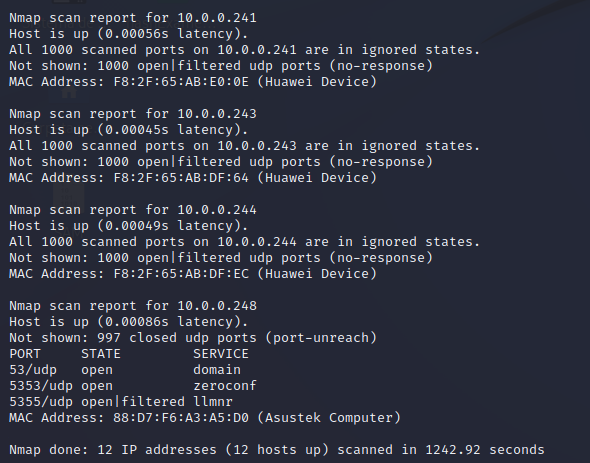 Nmap scan report for 10.0.0.241
Host is up (0.00056s latency).
All 1000 scanned ports on 10.0.0.241 are in ignored states.
Not shown: 1000 open|filtered udp ports (no-response)
MAC Address: F8:2F:65:AB:E0:0E (Huawei Device)

Nmap scan report for 10.0.0.243
Host is up (0.00045s latency).
All 1000 scanned ports on 10.0.0.243 are in ignored states.
Not shown: 1000 open|filtered udp ports (no-response)
MAC Address: F8:2F:65:AB:DF:64 (Huawei Device)

Nmap scan report for 10.0.0.244
Host is up (0.00049s latency).
All 1000 scanned ports on 10.0.0.244 are in ignored states.
Not shown: 1000 open|filtered udp ports (no-response)
MAC Address: F8:2F:65:AB:DF:EC (Huawei Device)

Nmap scan report for 10.0.0.248
Host is up (0.00086s latency).
Not shown: 997 closed udp ports (port-unreach)
PORT     STATE         SERVICE
53/udp   open          domain
5353/udp open          zeroconf
5355/udp open|filtered llmnr
MAC Address: 88:D7:F6:A3:A5:D0 (Asustek Computer)

Nmap done: 12 IP addresses (12 hosts up) scanned in 1242.92 seconds